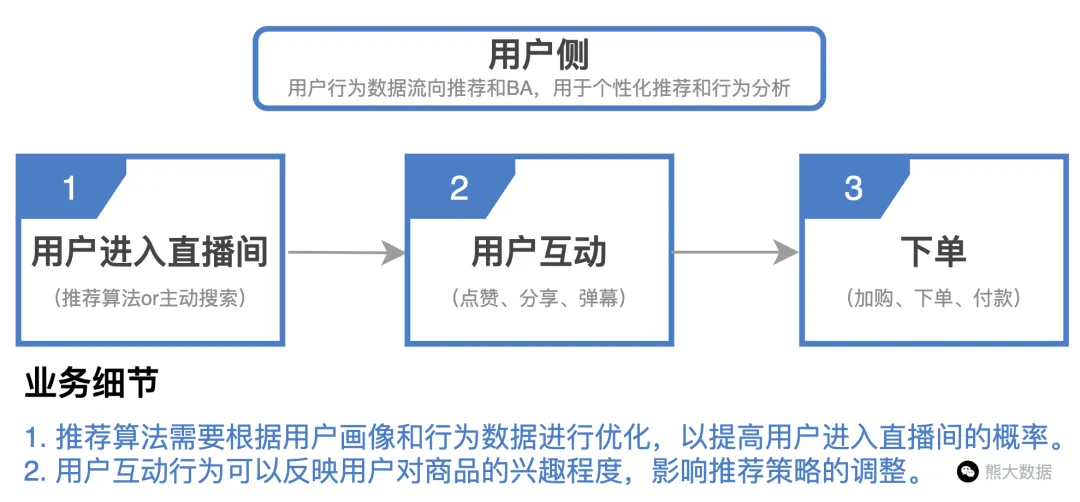 用户侧
用户行为数据流向推荐和BA，用于个性化推荐和行为分析
1
用户进入直播间
（推荐算法or主动搜索）
2
用户互动
（点赞、分享、弹幕）
3
下单
（加购、下单、付款）
业务细节
1. 推荐算法需要根据用户画像和行为数据进行优化，以提高用户进入直播间的概率。
2. 用户互动行为可以反映用户对商品的兴趣程度，影响推荐策略的调整。
熊大数据